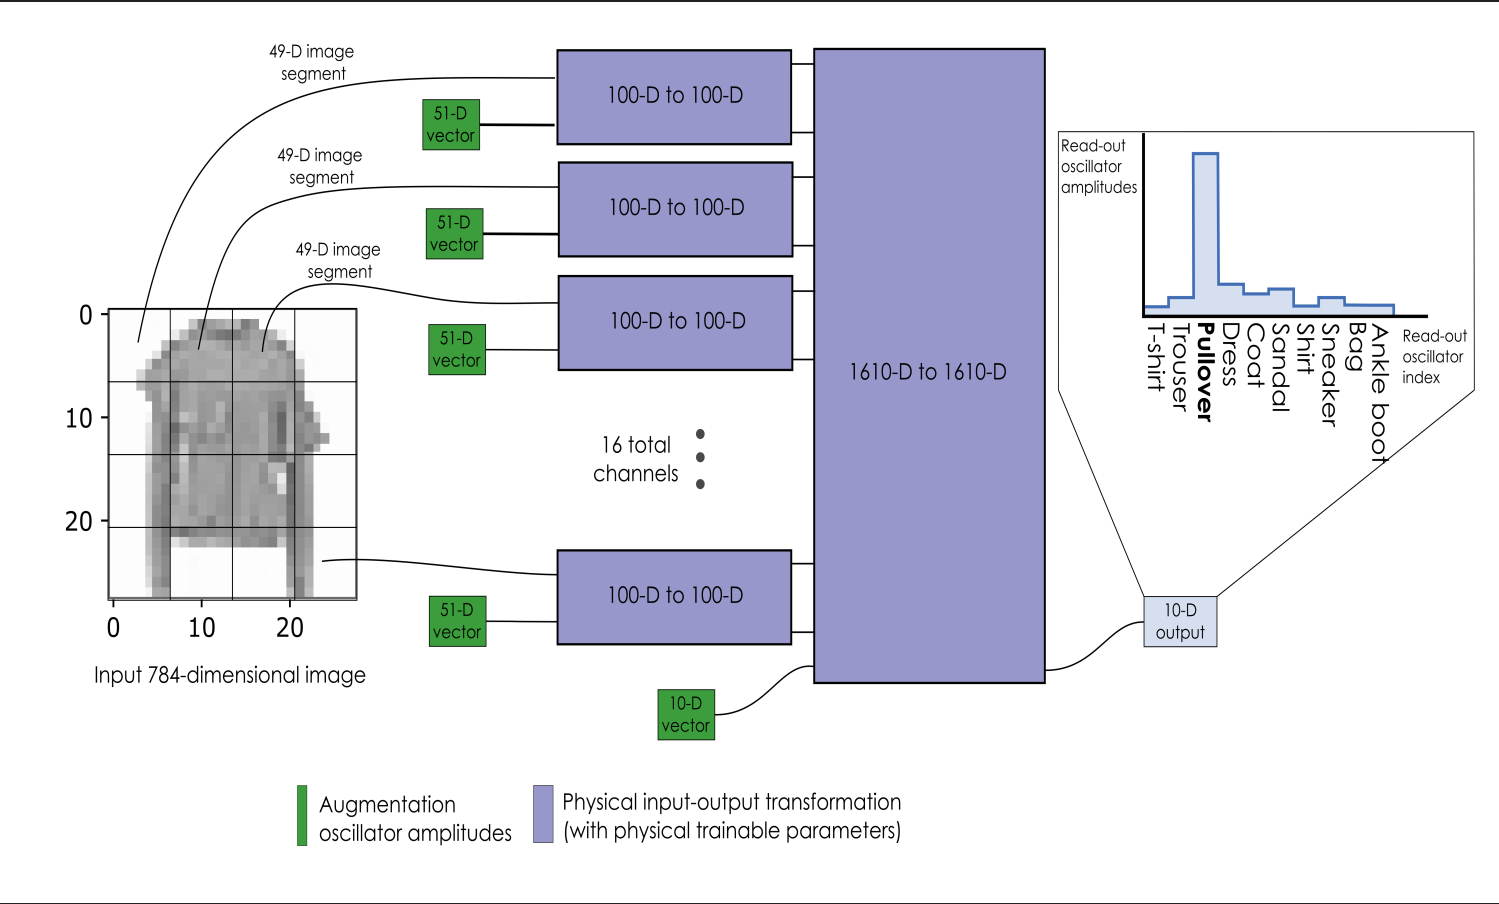 49-D image
segment
51-D
vector
100-D to 100-D
49-D image
segment
51-D
vector
100-D to 100-D
49-D image
segment
51-D
vector
100-D to 100-D
16 total
channels
51-D
vector
100-D to 100-D
10-D
vector
1610-D to 1610-D
0
10
20
0
10
20
Input 784-dimensional image
Read-out
oscillator
amplitudes
T-shirt
Trouser
Pullover
Dress
Coat
Sandal
Shirt
Sneaker
Bag
Ankle boot
Read-out
oscillator
index
10-D
output
Augmentation
oscillator amplitudes
Physical input-output transformation
(with physical trainable parameters)